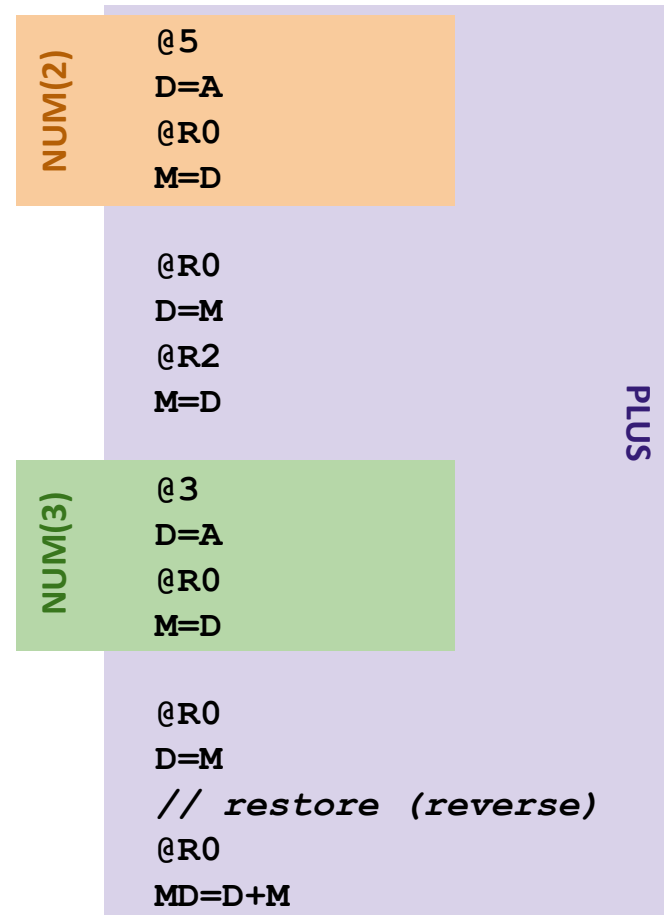 NUM(2)
@5
D=A
@R0
M=D
@R0
D=M
@R2
M=D
PLUS
NUM(3)
@3
D=A
@R0
M=D
@R0
D=M
// restore (reverse)
@R0
MD=D+M